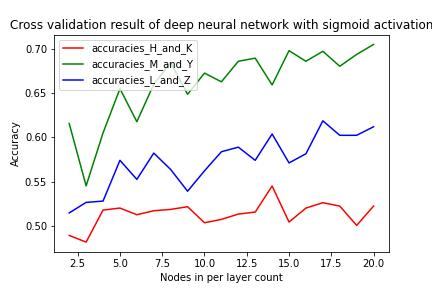 Cross validation result of deep neural network with sigmoid activation
0.70
0.65
0.60
0.55
0.50
Accuracy
accuracies_H_and_K
accuracies_M_and_Y
accuracies_L_and_Z
2.5 5.0 7.5 10.0 12.5 15.0 17.5 20.0
Nodes in per layer count